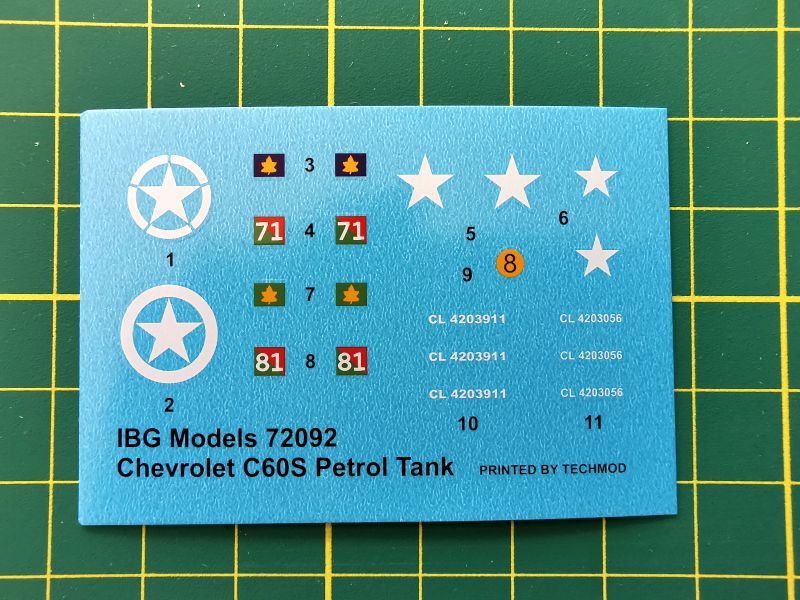 3
71 4 71
1
5
6
9
8
7
81 8 81
CL 4203911
CL 4203056
CL 4203911
CL 4203056
CL 4203911
CL 4203056
2
10
11
IBG Models 72092
Chevrolet C60S Petrol Tank
PRINTED BY TECHMOD